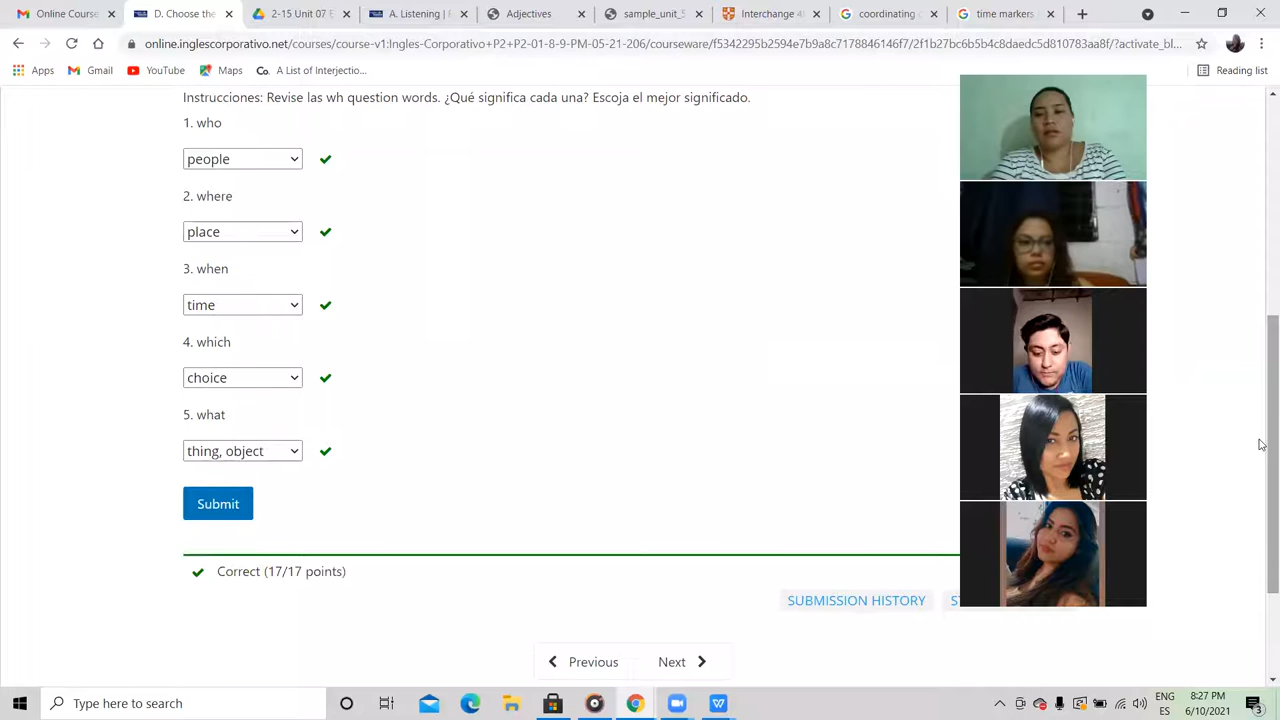 Online Course
D. Choose the
2-15 Unit 07 E
A. Listening |
Adjectives
sample_unit_5
Interchange
coordinating c
time markers
online.inglescorporativo.net/courses/course-v1:Ingles-Corporativo+P2+P2-01-8-9-PM-05-21-206/courseware/f5342295b2594e7b9a8c7178846146f7/2f1b27bc6b5b4c8daedc5d810783aa8f/?activate_bl...
Apps
Gmail
YouTube
Maps
Co.
A List of Interjectio...
Reading list
Instrucciones: Revise las wh question words. ¿Qué significa cada una? Escoja el mejor significado.
1. who
people
2. where
place
3. when
time
4. which
choice
5. what
thing, object
Submit
Correct (17/17 points)
SUBMISSION HISTORY
Previous
Next
Type here to search
ENG
ES
8:27 PM
6/10/2021
3